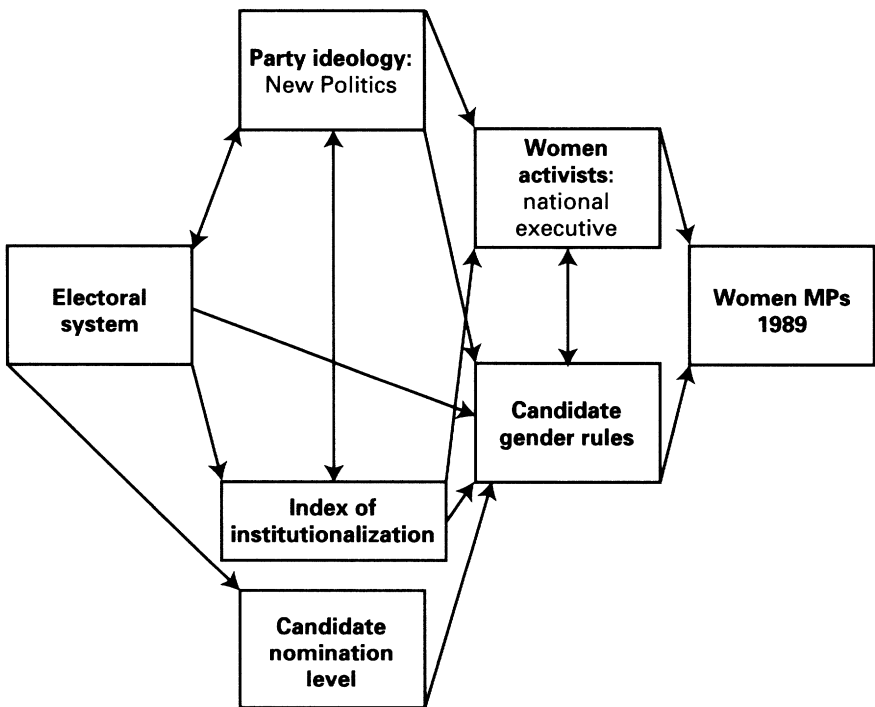 Party ideology:
New Politics
Women
activists:
national
executive
Electoral
system
Women MPs
1989
Candidate
gender rules
Index of
institutionalization
Candidate
nomination
level